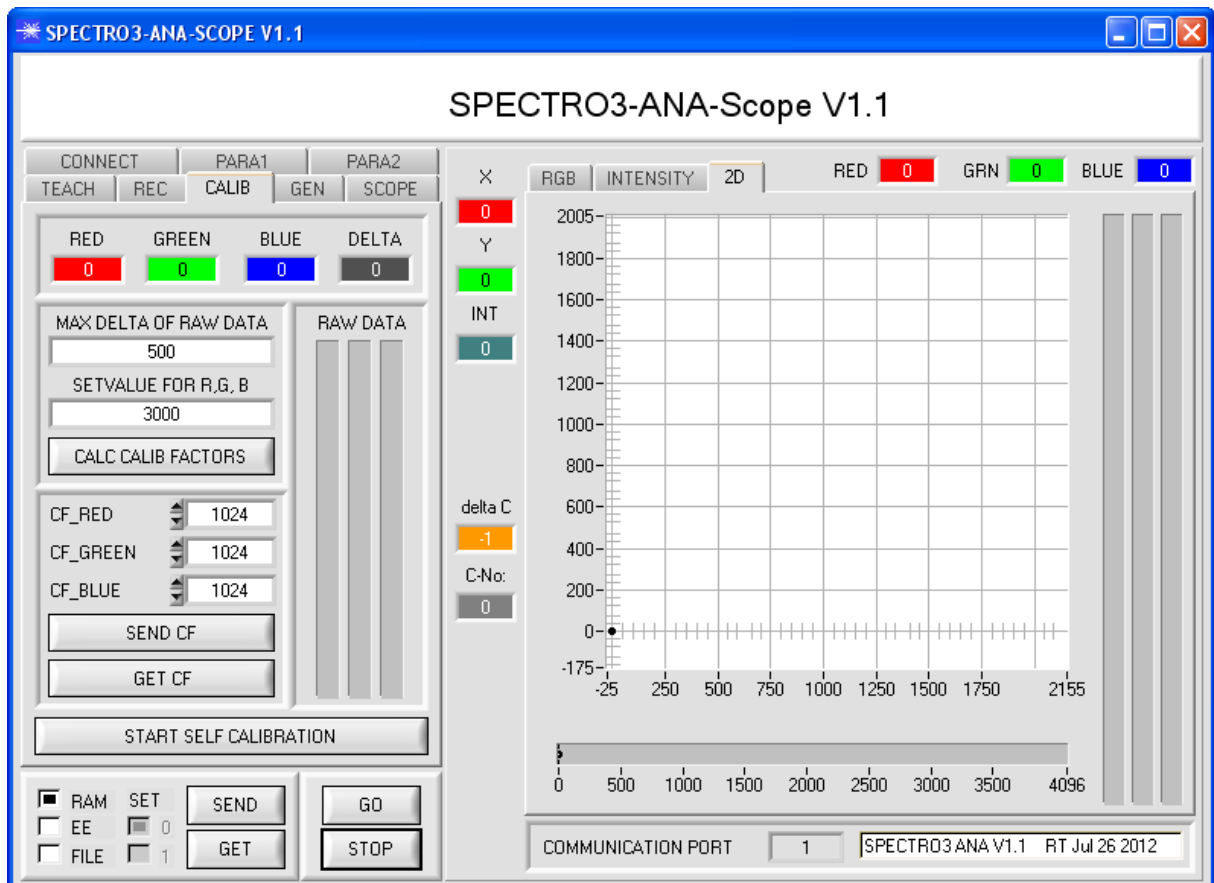 SPECTRO3-ANA-SCOPE V1.1
SPECTRO3-ANA-Scope V1.1
CONNECT PARA1 PARA2
TEACH REC CALIB GEN SCOPE
RED GREEN BLUE DELTA
0 0 0 0
MAX DELTA OF RAW DATA
500
SETVALUE FOR R,G, B
3000
CALC CALIB FACTORS
RAW DATA
CF_RED 1024
CF_GREEN 1024
CF_BLUE 1024
SEND CF
GET CF
START SELF CALIBRATION
RAM SET
EE 0
FILE 1
SEND
GET
GO
STOP
X
0
Y
0
INT
0
delta C
-1
C-No:
0
RGB INTENSITY 2D
RED 0 GRN 0 BLUE 0
2005
1800
1600
1400
1200
1000
800
600
400
200
0
-175
-25 250 500 750 1000 1250 1500 1750 2155
0 500 1000 1500 2000 2500 3000 3500 4096
COMMUNICATION PORT 1 SPECTRO3 ANA V1.1 RT Jul 26 2012